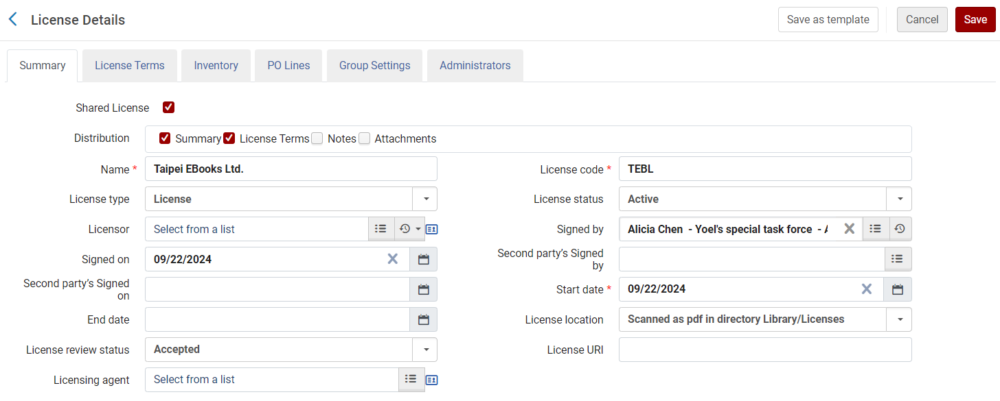 License Details
Save as template
Cancel
Save
Summary
License Terms
Inventory
PO Lines
Group Settings
Administrators
Shared License
Distribution
Summary
License Terms
Notes
Attachments
Name *
Taipei EBooks Ltd.
License code *
TEBL
License type
License
License status
Active
Licensor
Select from a list
Signed by
Alicia Chen - Yoel's special task force -
Signed on
09/22/2024
Second party's Signed
by
Second party’s Signed
on
Start date *
09/22/2024
End date
License location
Scanned as pdf in directory Library/Licenses
License review status
Accepted
License URI
Licensing agent
Select from a list